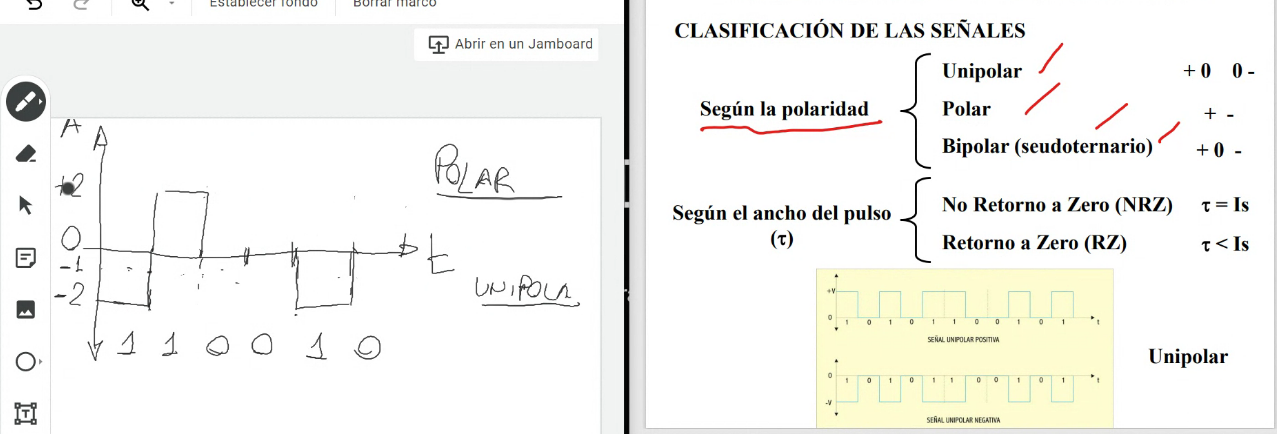 Establecer fondo
Borrar marco
Abrir en un Jamboard
A
+2
0
-1
-2
POLAR
t
UNIPOLA
1 1 0 0 1 0
CLASIFICACIÓN DE LAS SEÑALES
Según la polaridad
Unipolar + 0 0 -
Polar + -
Bipolar (seudoternario) + 0 -
Según el ancho del pulso
(τ)
No Retorno a Zero (NRZ) τ = Is
Retorno a Zero (RZ) τ < Is
+V
0
1 0 1 0 1 1 0 0 1 0 1 t
SEÑAL UNIPOLAR POSITIVA
Unipolar
0
1 0 1 0 1 1 0 0 1 0 1 t
-V
SEÑAL UNIPOLAR NEGATIVA